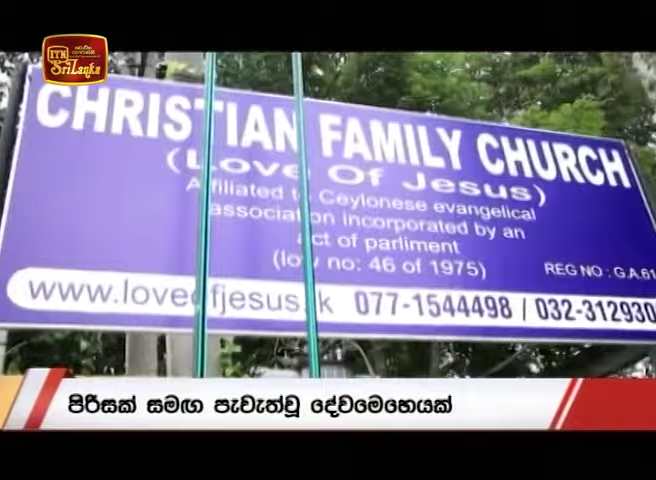 ITN
Sri Lanka
CHRISTIAN FAMILY CHURCH
(Love Of Jesus)
Affiliated to Ceylonese evangelical
association incorporated by an
act of parliment
(low no: 46 of 1975)
REG NO : G.A.61
www.loveofjesus.lk 077-1544498 / 032-312930
පිරිසක් සමඟ පැවැත්වූ දේවමෙහෙයක්